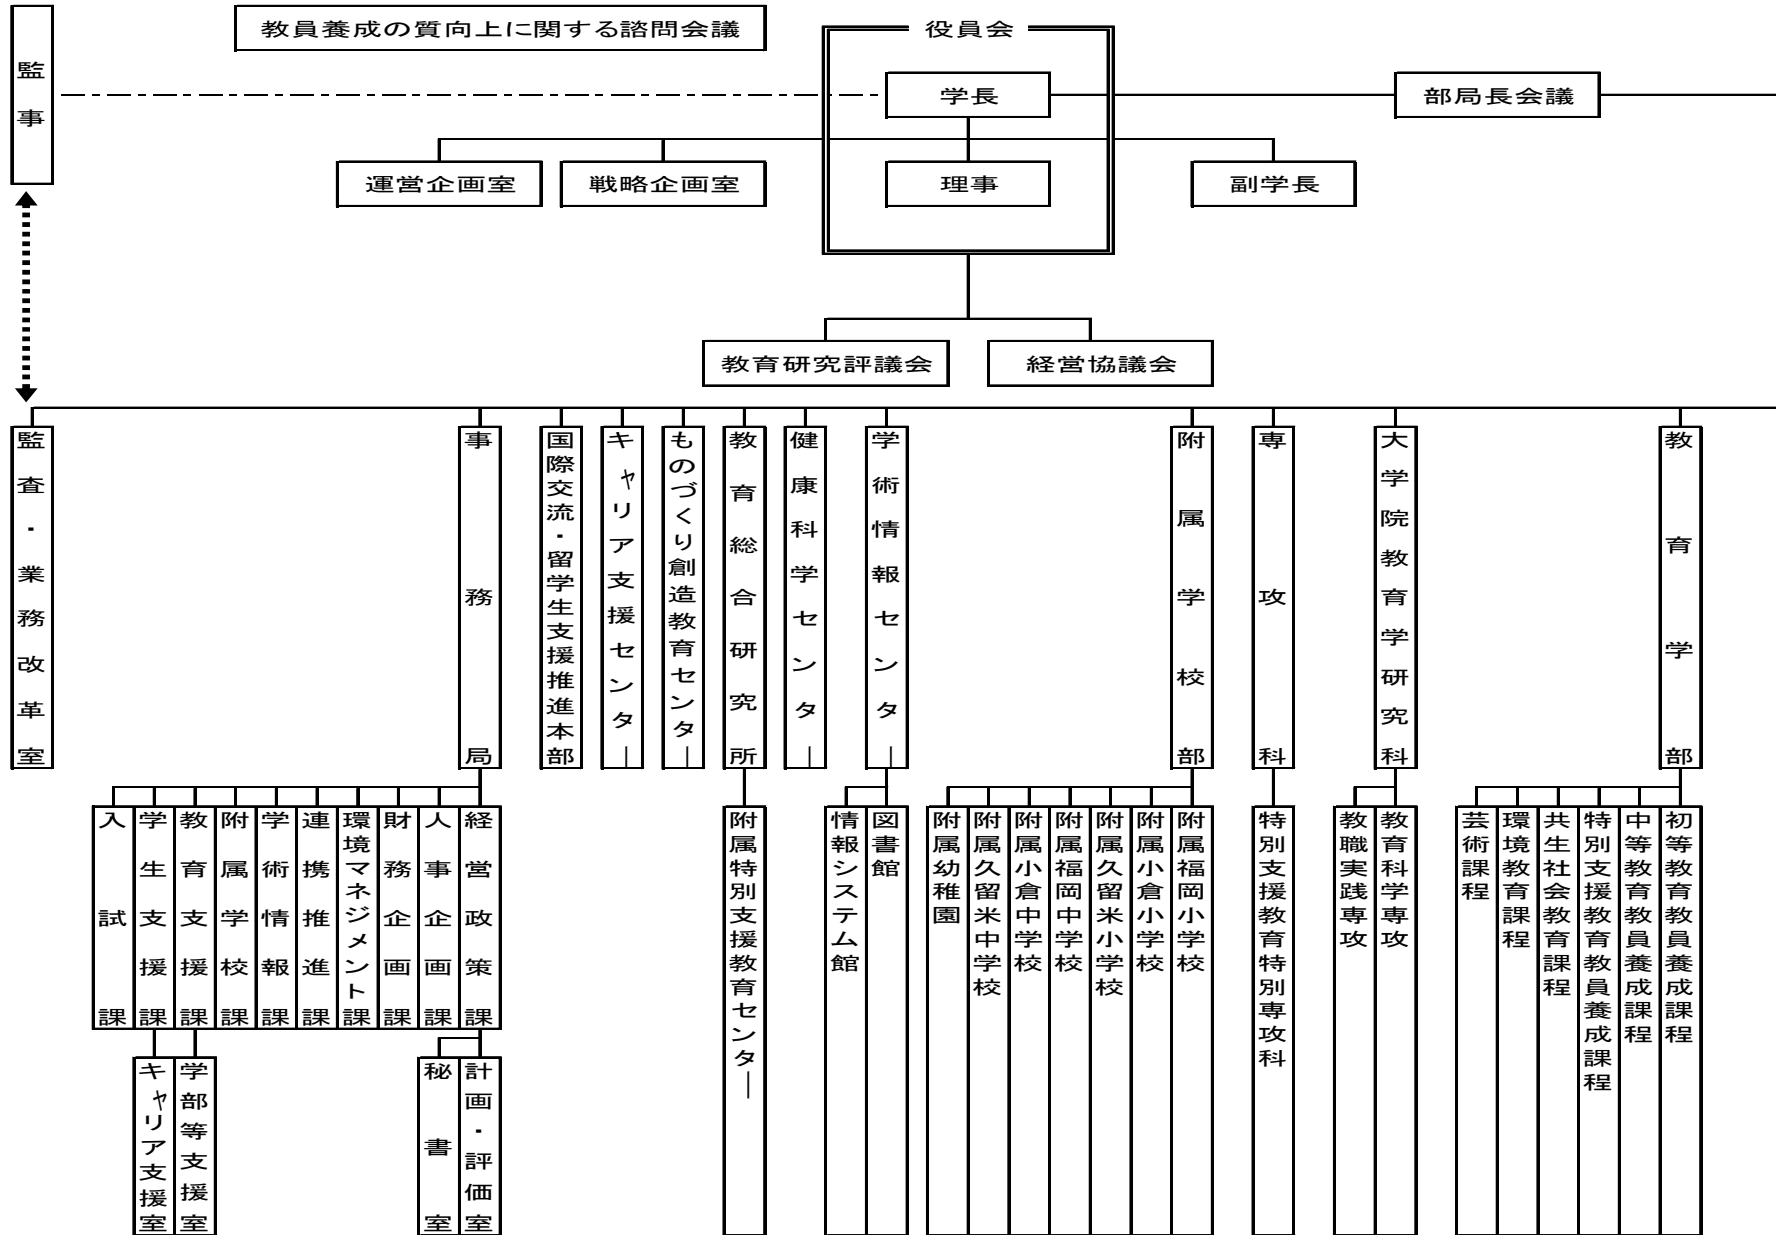 監事
教員養成の質向上に関する諮問会議
役員会
学長
部局長会議
運営企画室
戦略企画室
理事
副学長
教育研究評議会
経営協議会
監査・業務改革室
事務局
国際交流・留学生支援推進本部
キャリア支援センター
ものづくり創造教育センター
教育総合研究所
健康科学センター
学術情報センター
附属学校部
専攻科
大学院教育学研究科
教育学部
入試課
学生支援課
教育支援課
附属学校課
学術情報課
連携推進課
環境マネジメント課
財務企画課
人事企画課
経営政策課
附属特別支援教育センター
情報システム館
図書館
附属幼稚園
附属久留米中学校
附属小倉中学校
附属福岡中学校
附属久留米小学校
附属小倉小学校
附属福岡小学校
特別支援教育特別専攻科
教職実践専攻
教育科学専攻
芸術課程
環境教育課程
共生社会教育課程
特別支援教育教員養成課程
中等教育教員養成課程
初等教育教員養成課程
キャリア支援室
学部等支援室
秘書室
計画・評価室